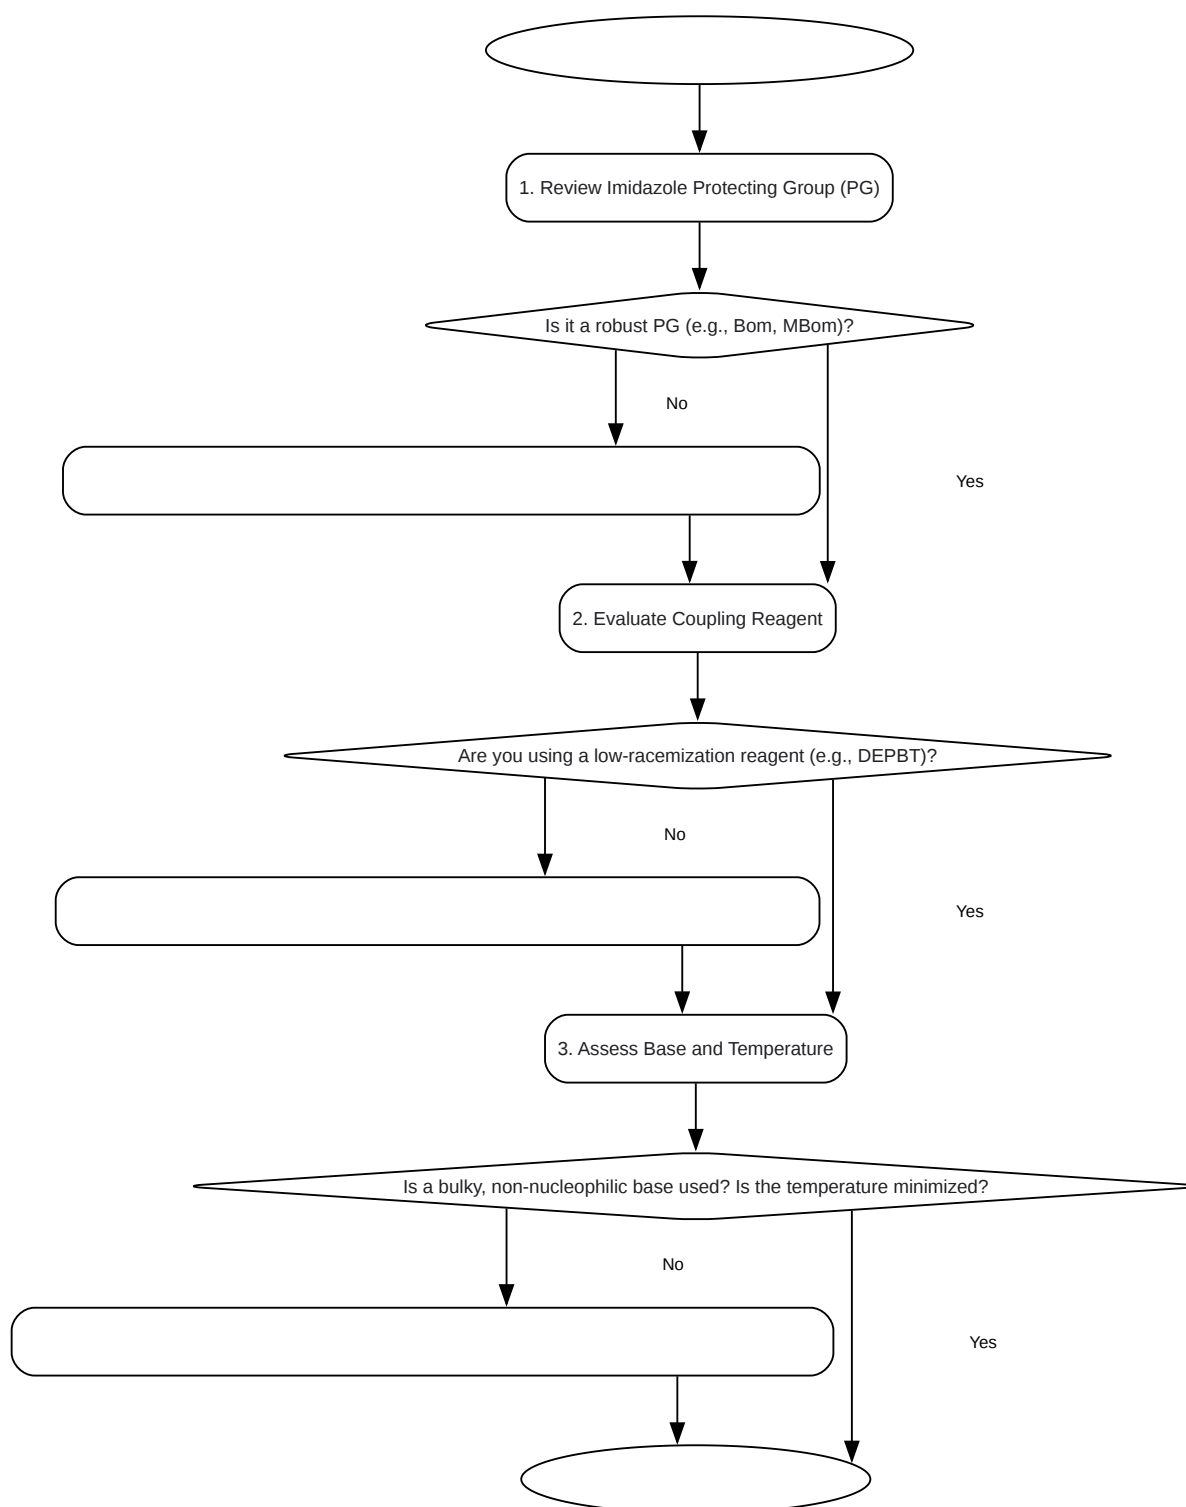 1. Review Imidazole Protecting Group (PG)
Is it a robust PG (e.g., Bom, MBom)?
No
Yes
2. Evaluate Coupling Reagent
Are you using a low-racemization reagent (e.g., DEPBT)?
No
Yes
3. Assess Base and Temperature
Is a bulky, non-nucleophilic base used? Is the temperature minimized?
No
Yes